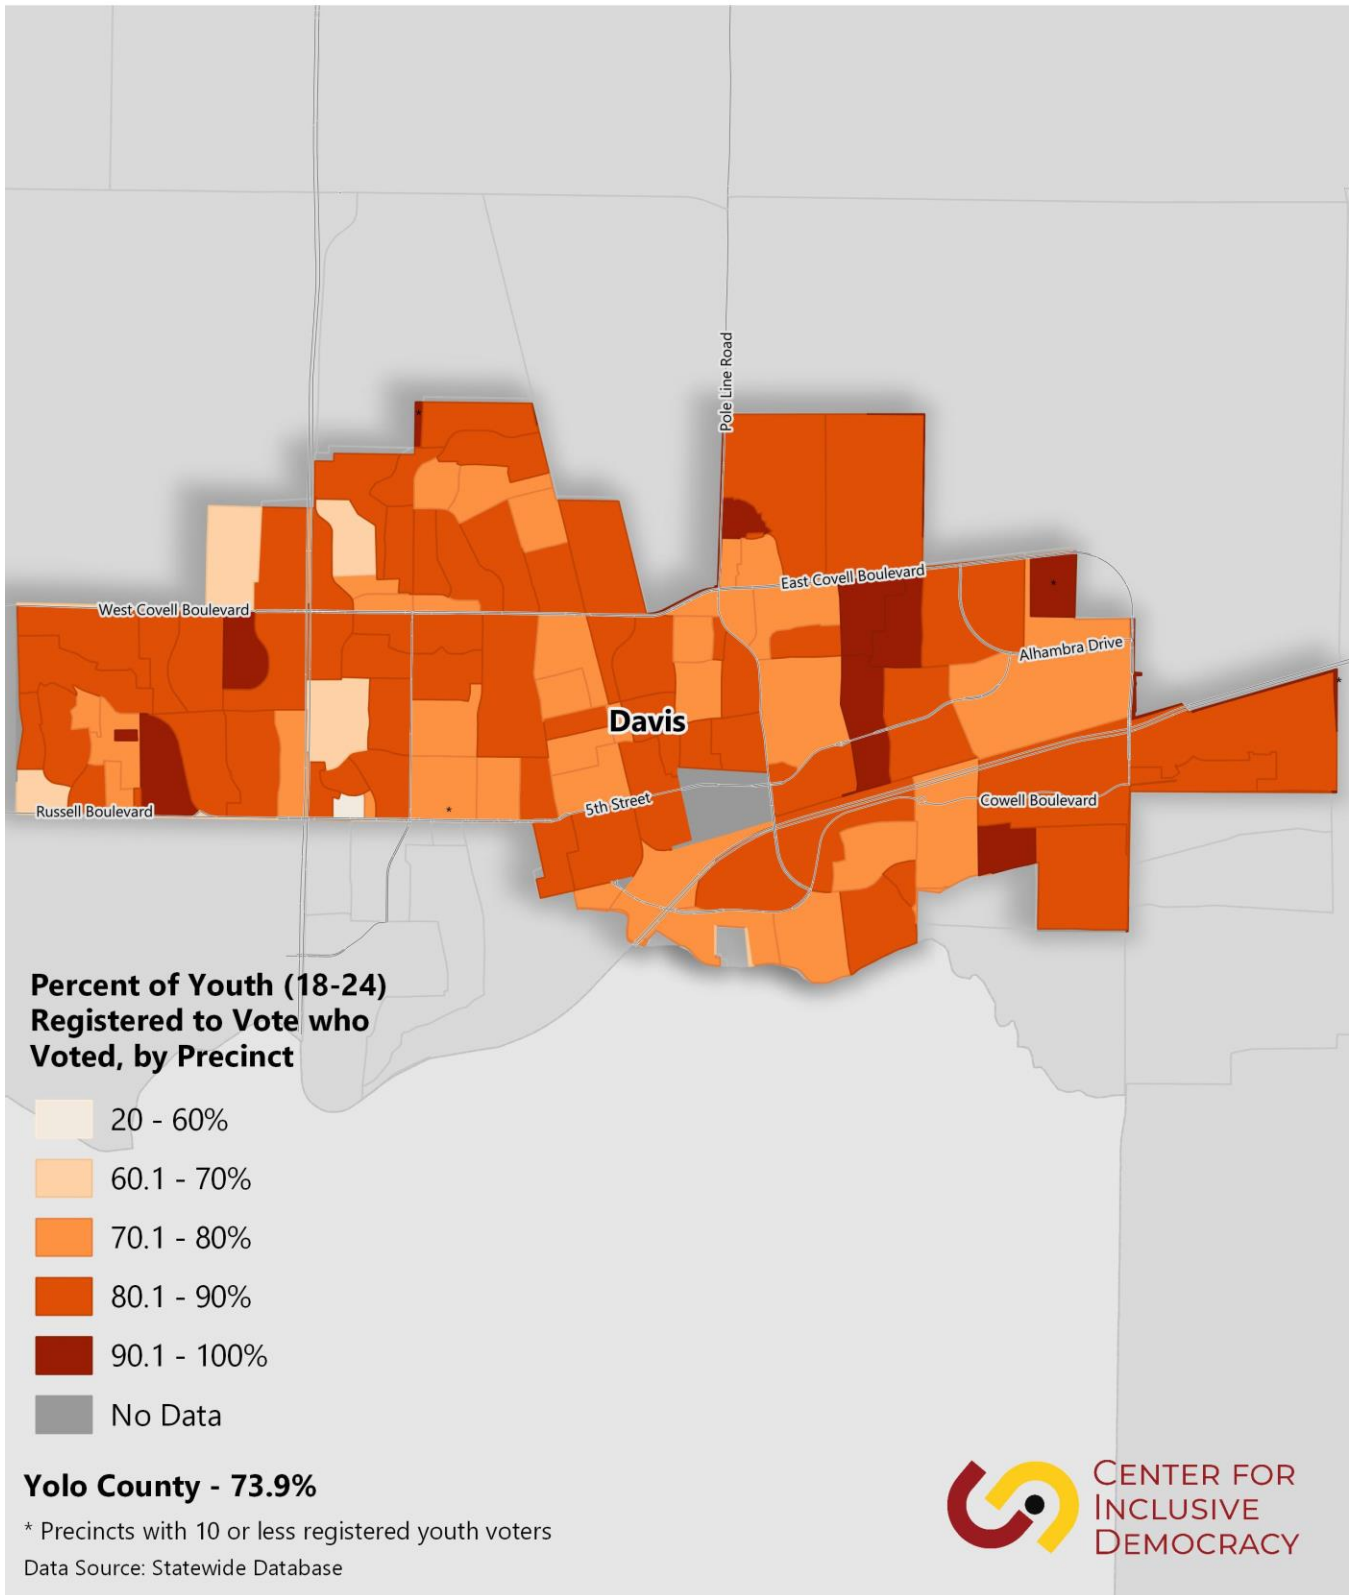 Pole Line Road
East Covell Boulevard
West Covell Boulevard
Alhambra Drive
*
*
*
Davis
5th Street
Cowell Boulevard
*
Russell Boulevard
Percent of Youth (18-24)
Registered to Vote who
Voted, by Precinct
20 - 60%
60.1 - 70%
70.1 - 80%
80.1 - 90%
90.1 - 100%
No Data
Yolo County - 73.9%
* Precincts with 10 or less registered youth voters
Data Source: Statewide Database
CENTER FOR
INCLUSIVE
DEMOCRACY